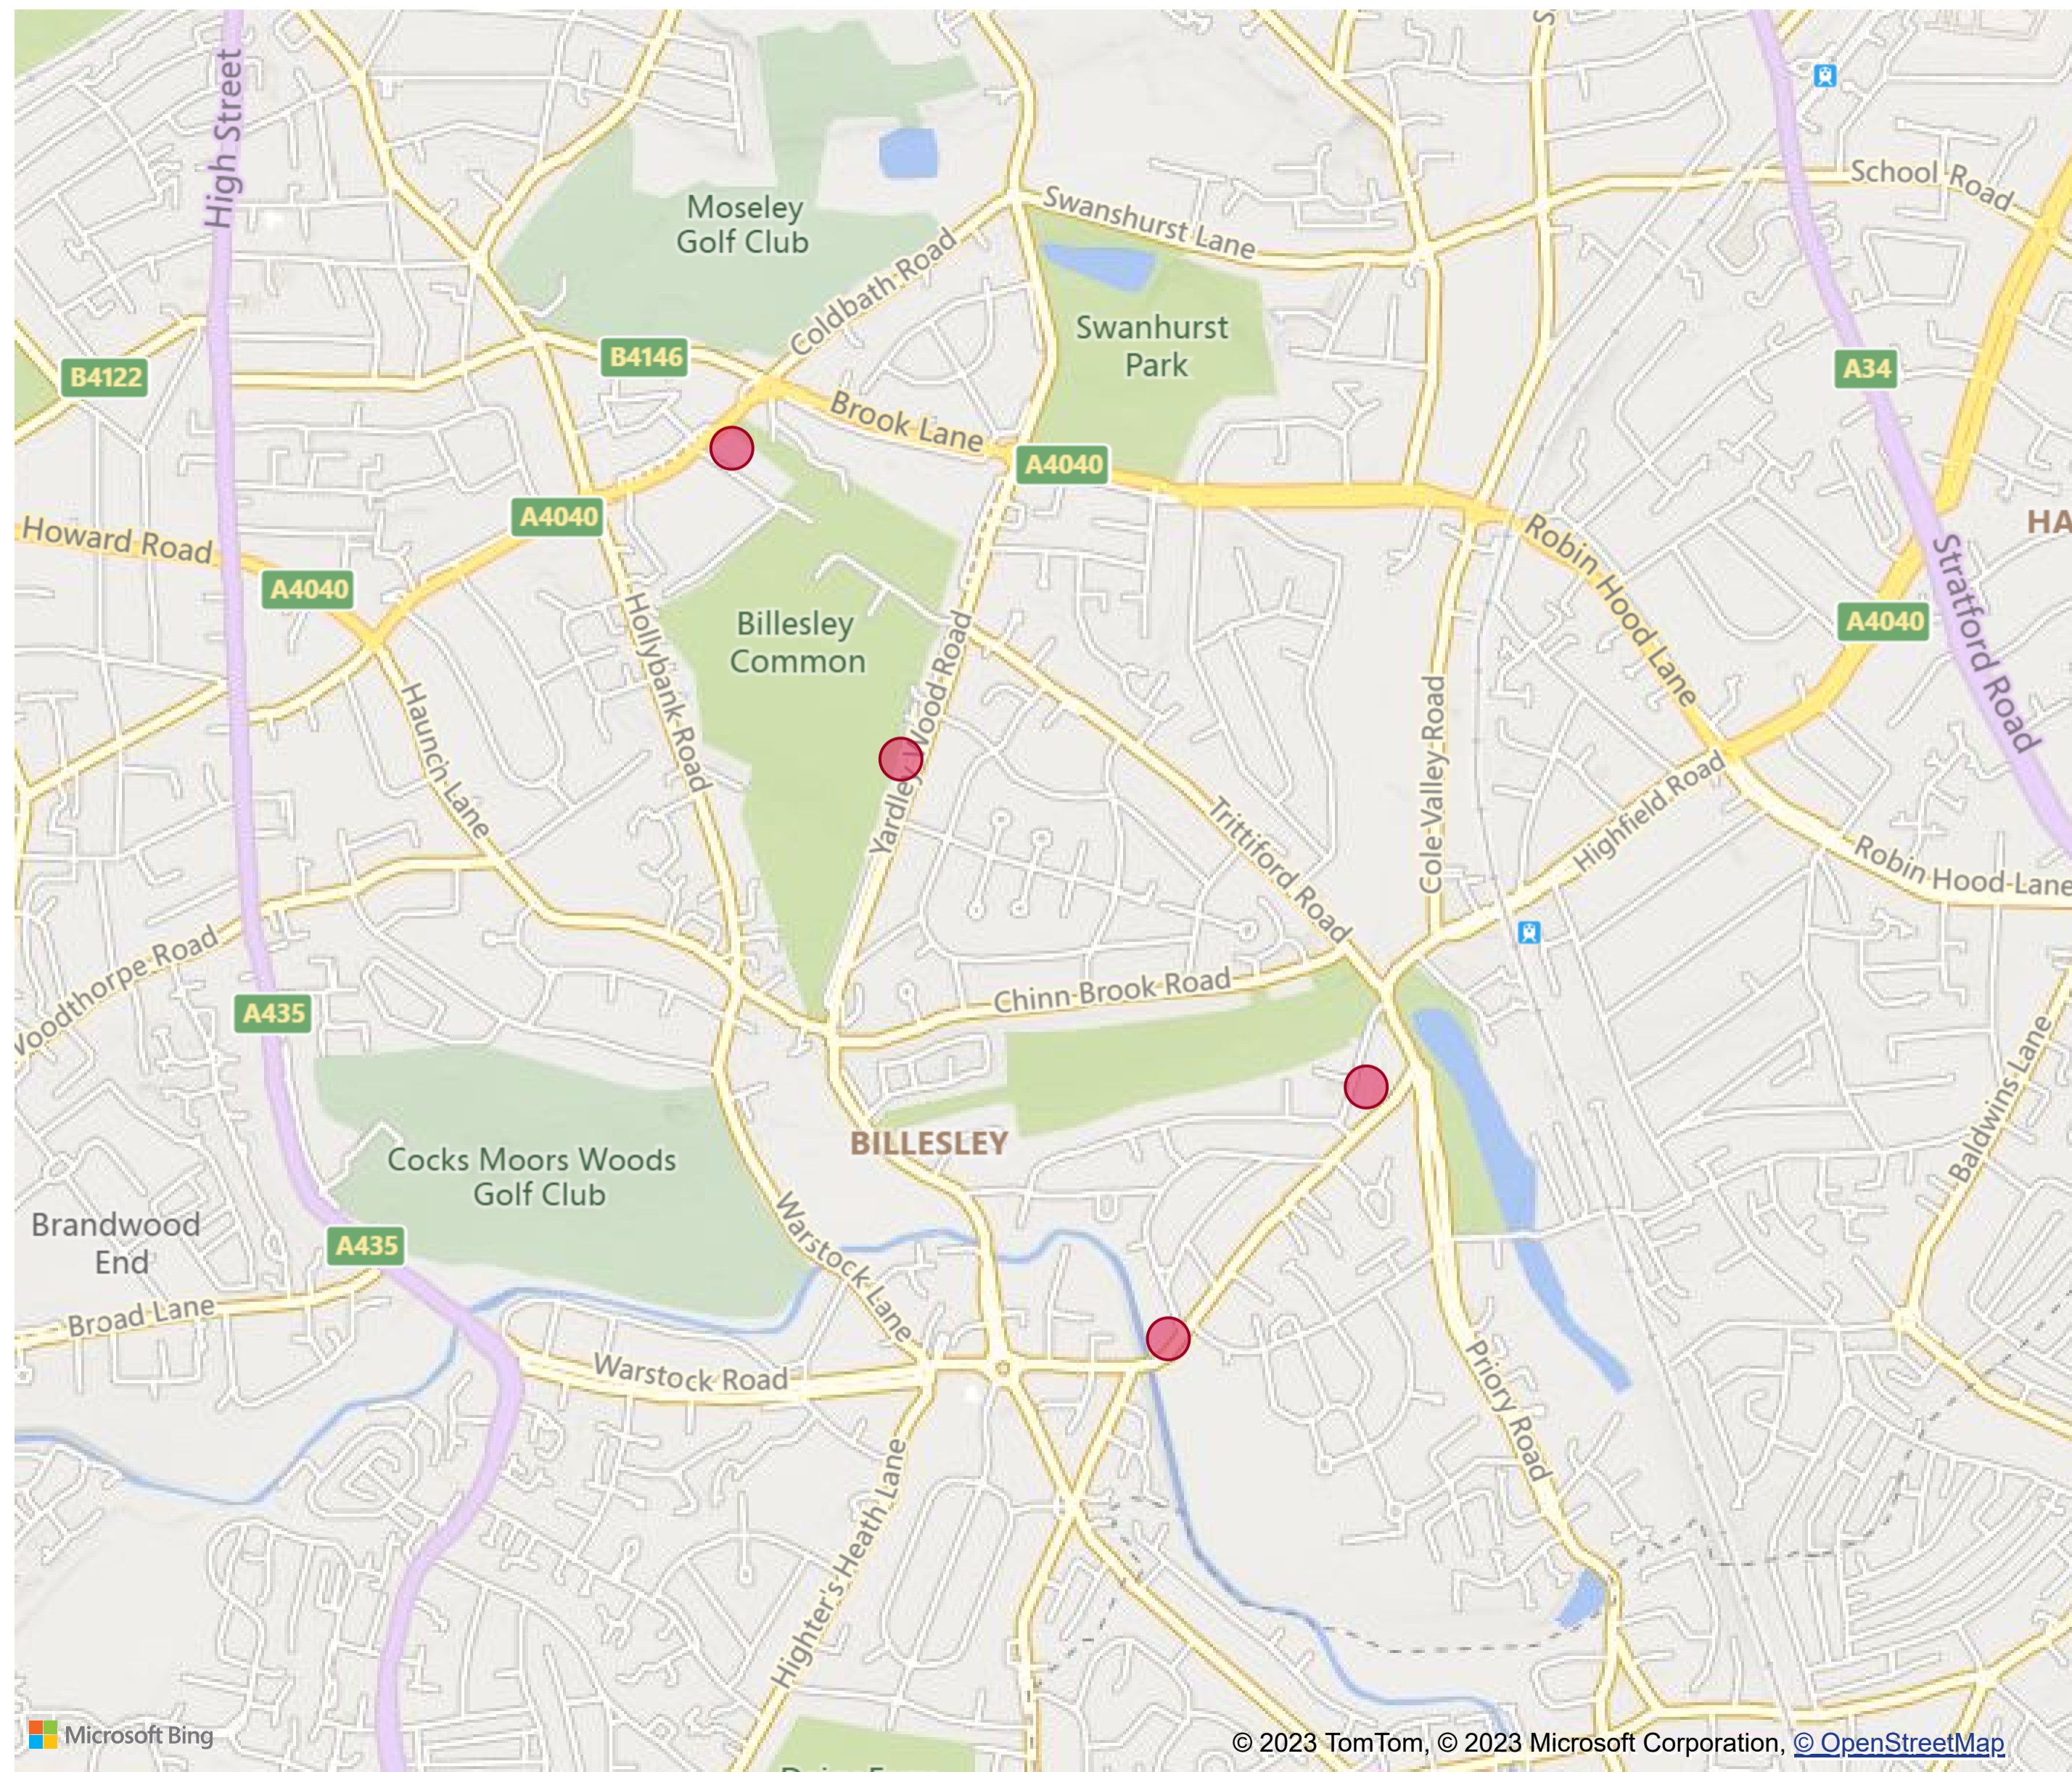 High Street
Moseley
Golf Club
Swanshurst Lane
School Road
Coldbath Road
Swanhurst
Park
B4146
B4122
A34
Brook Lane
A4040
A4040
Howard Road
A4040
Robin Hood Lane
HA
Stratford Road
A4040
Hollybank Road
Billesley
Common
Yardley Wood Road
Haunch Lane
Cole Valley Road
Trittiford Road
Highfield Road
Robin Hood Lane
Woodthorpe Road
A435
Chinn Brook Road
Baldwins Lane
BILLESLEY
Cocks Moors Woods
Golf Club
Brandwood
End
A435
Warstock Lane
Broad Lane
Warstock Road
Priory Road
Highter's Heath Lane
Microsoft Bing
© 2023 TomTom, © 2023 Microsoft Corporation, © OpenStreetMap